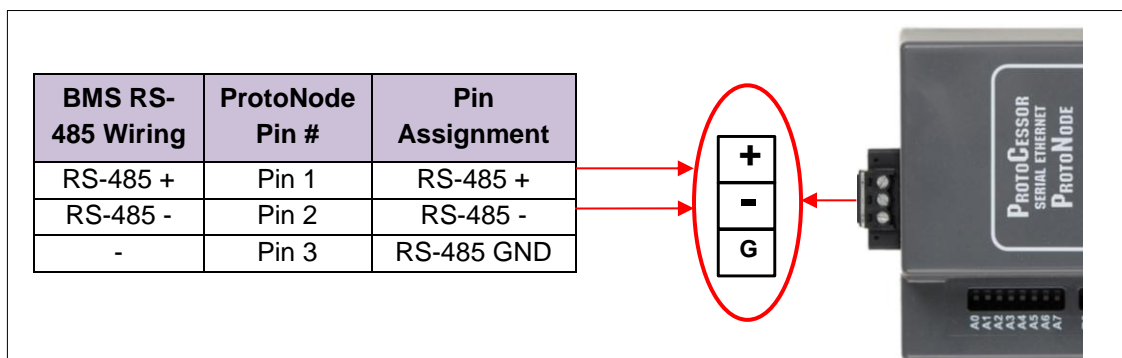 BMS RS-
485 Wiring
ProtoNode
Pin #
Pin
Assignment
RS-485 +
Pin 1
RS-485 +
RS-485 -
Pin 2
RS-485 -
-
Pin 3
RS-485 GND
+
-
G
PROTOCESSOR
SERIAL ETHERNET
PROTONODE
A0
A1
A2
A3
A4
A5
A6
A7